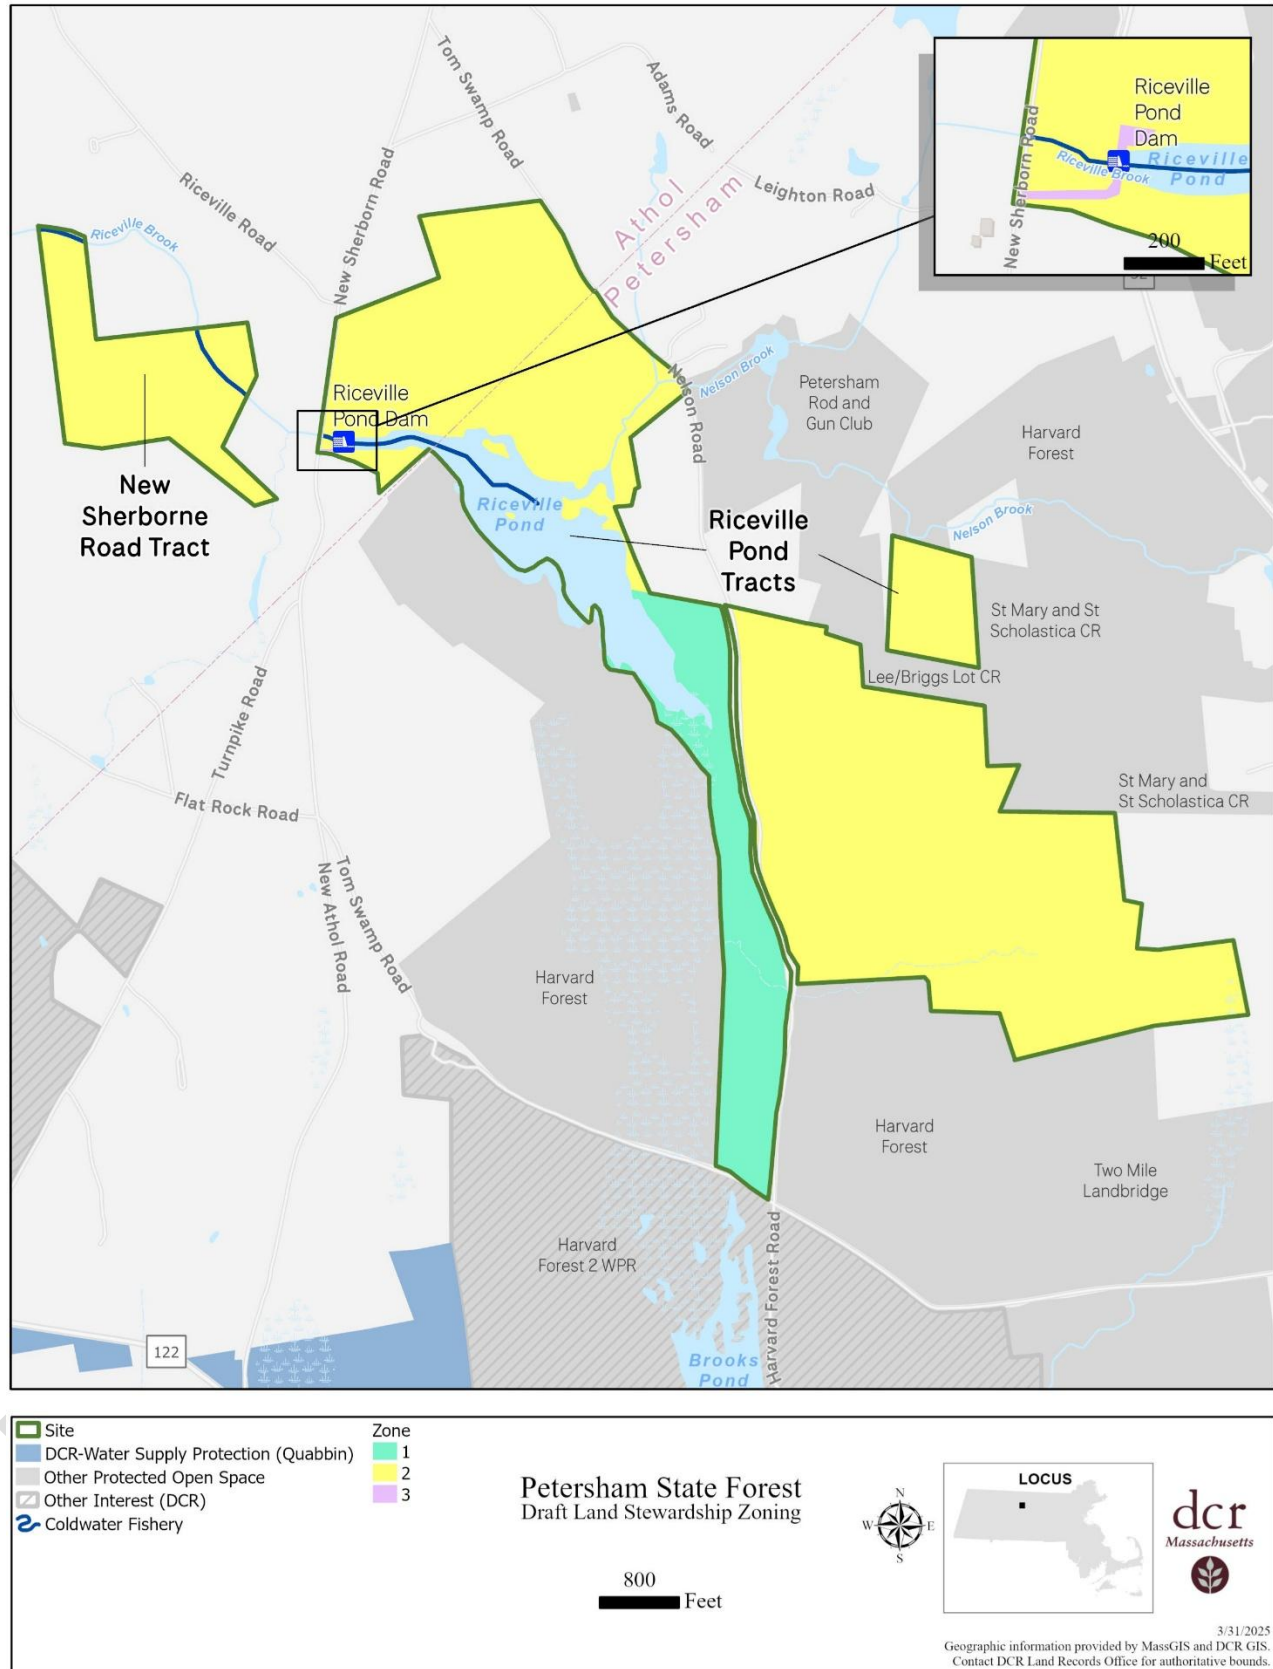 Tom Swamp Road
Adams Road
Riceville Road
New Sherborn Road
Athol
Petersham
Leighton Road
Riceville Brook
Riceville
Pond
Dam
Riceville Brook
Riceville
Pond
New Sherborn Road
200
Feet
Riceville
Pond Dam
Nelson Road
Nelson Brook
Petersham
Rod and
Gun Club
Harvard
Forest
New
Sherborne
Road Tract
Riceville
Pond
Riceville
Pond
Tracts
Nelson Brook
St Mary and St
Scholastica CR
Lee/Briggs Lot CR
St Mary and
St Scholastica CR
Turnpike Road
Flat Rock Road
New Athol Road
Tom Swamp Road
Harvard
Forest
Harvard
Forest
Two Mile
Landbridge
Harvard
Forest 2 WPR
Harvard Forest Road
122
Brooks
Pond
Site
DCR-Water Supply Protection (Quabbin)
Other Protected Open Space
Other Interest (DCR)
Coldwater Fishery
Zone
1
2
3
Petersham State Forest
Draft Land Stewardship Zoning
800
Feet
N
W
E
S
LOCUS
dcr
Massachusetts
3/31/2025
Geographic information provided by MassGIS and DCR GIS.
Contact DCR Land Records Office for authoritative bounds.